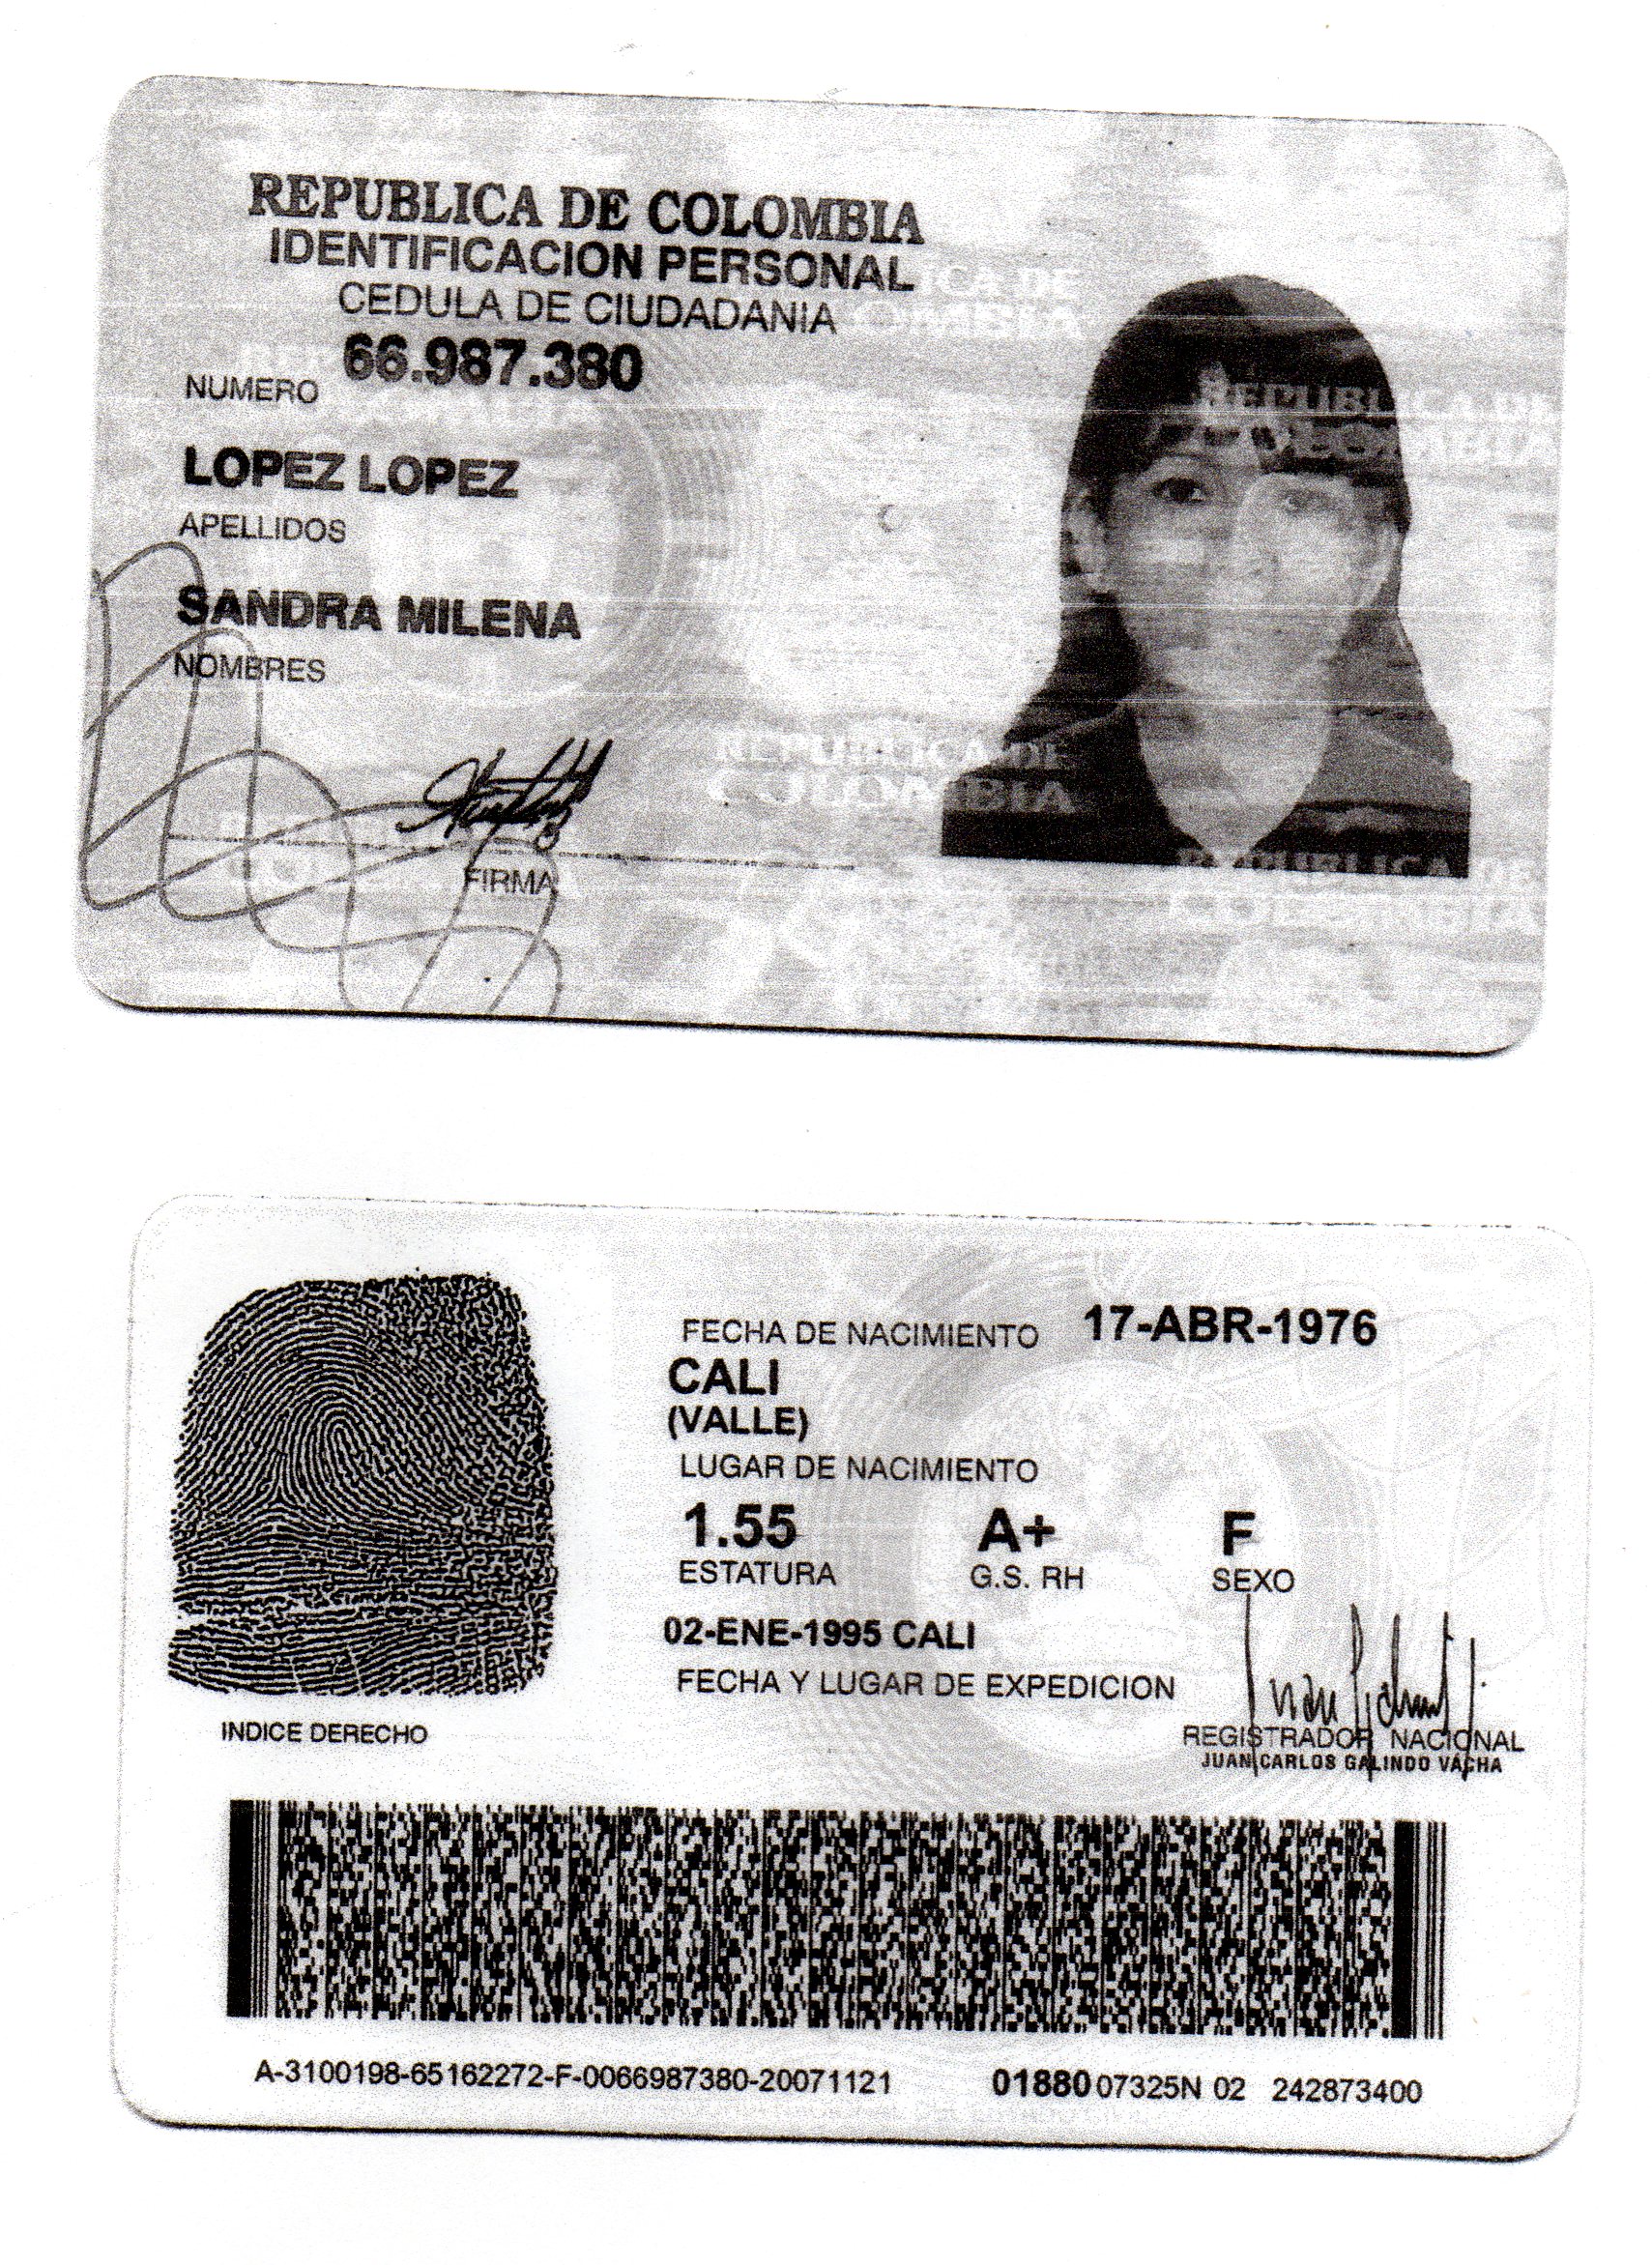 REPUBLICA DE COLOMBIA
IDENTIFICACION PERSONAL
CEDULA DE CIUDADANIA
NUMERO 66.987.380
LOPEZ LOPEZ
APELLIDOS
SANDRA MILENA
NOMBRES
FIRMA
REPUBLICA DE
COLOMBIA
FECHA DE NACIMIENTO 17-ABR-1976
CALI
(VALLE)
LUGAR DE NACIMIENTO
1.55 A+ F
ESTATURA G.S. RH SEXO
02-ENE-1995 CALI
FECHA Y LUGAR DE EXPEDICION
INDICE DERECHO
REGISTRADOR NACIONAL
JUAN CARLOS GALINDO VACHA
A-3100198-65162272-F-0066987380-20071121 0188007325N 02 242873400